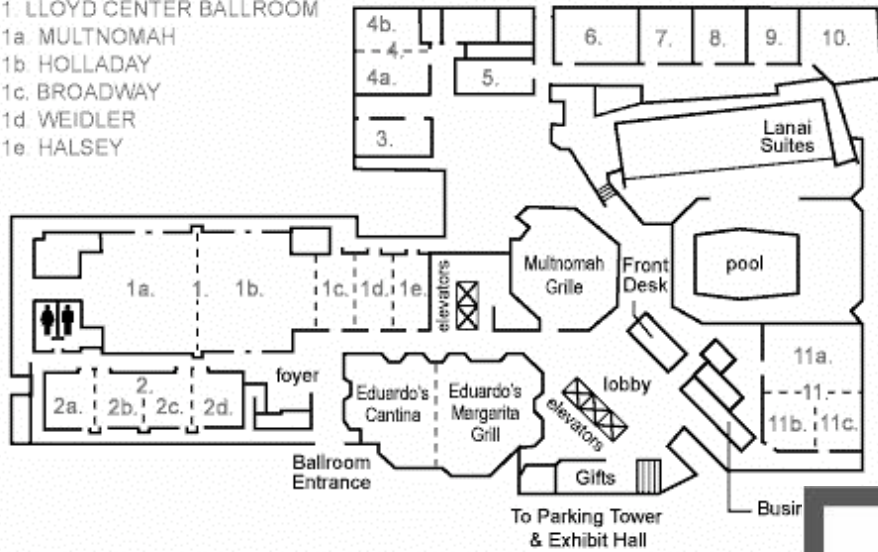 1. LLOYD CENTER BALLROOM
1a. MULTNOMAH
1b. HOLLADAY
1c. BROADWAY
1d. WEIDLER
1e. HALSEY
4b.
4.
4a.
5.
3.
6.
7.
8.
9.
10.
Lanai
Suites
1a.
1.
1b.
1c.
1d.
1e.
elevators
Multnomah
Grille
Front
Desk
pool
2.
2a.
2b.
2c.
2d.
foyer
Eduardo's
Cantina
Eduardo's
Margarita
Grill
lobby
elevators
11a.
11.
11b.
11c.
Ballroom
Entrance
Gifts
To Parking Tower
& Exhibit Hall